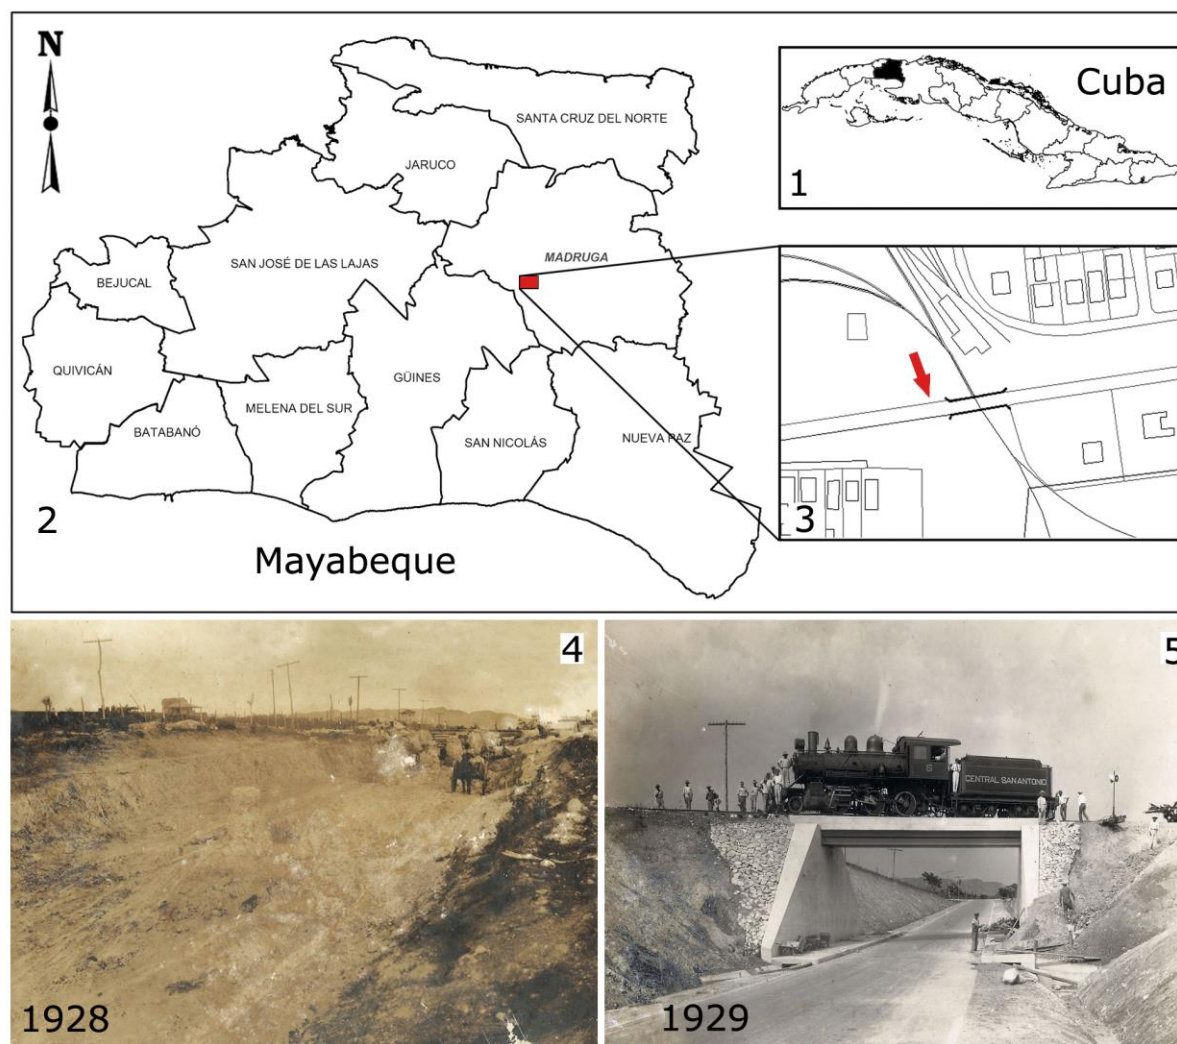 N
SANTA CRUZ DEL NORTE
JARUCO
MADRUGA
SAN JOSÉ DE LAS LAJAS
BEJUCAL
QUIVICÁN
GÜINES
MELENA DEL SUR
BATABANÓ
SAN NICOLÁS
NUEVA PAZ
2
Mayabeque
Cuba
1
3
4
1928
5
6
CENTRAL SAN ANTONIO
1929